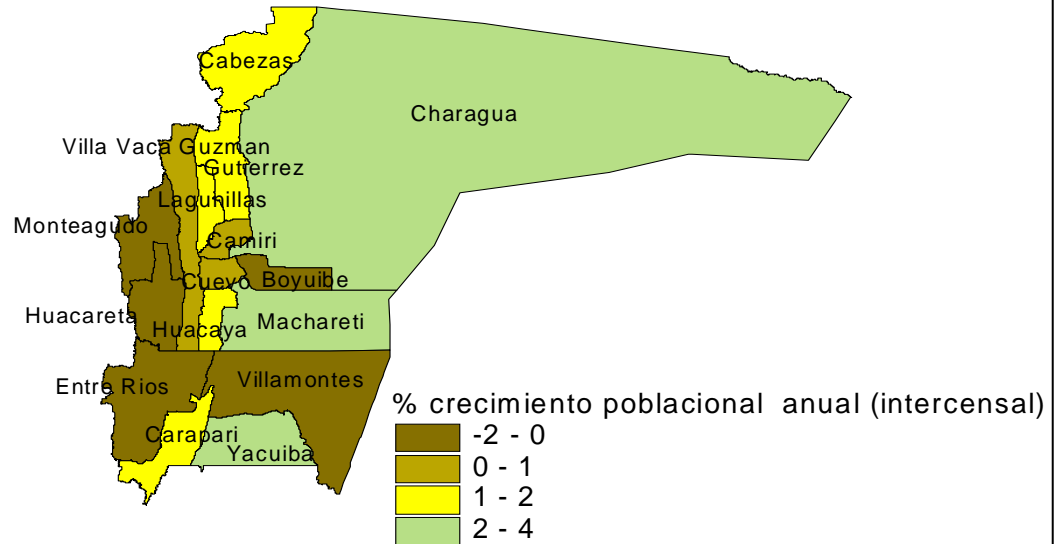 Cabezas
Charagua
Villa Vaca Guzman
Gutierrez
Lagunillas
Monteagudo
Camiri
Cuevo
Boyuibe
Huacareta
Huacaya
Machareti
Entre Rios
Villamontes
Carapari
Yacuiba
% crecimiento poblacional anual (intercensal)
-2 - 0
0 - 1
1 - 2
2 - 4